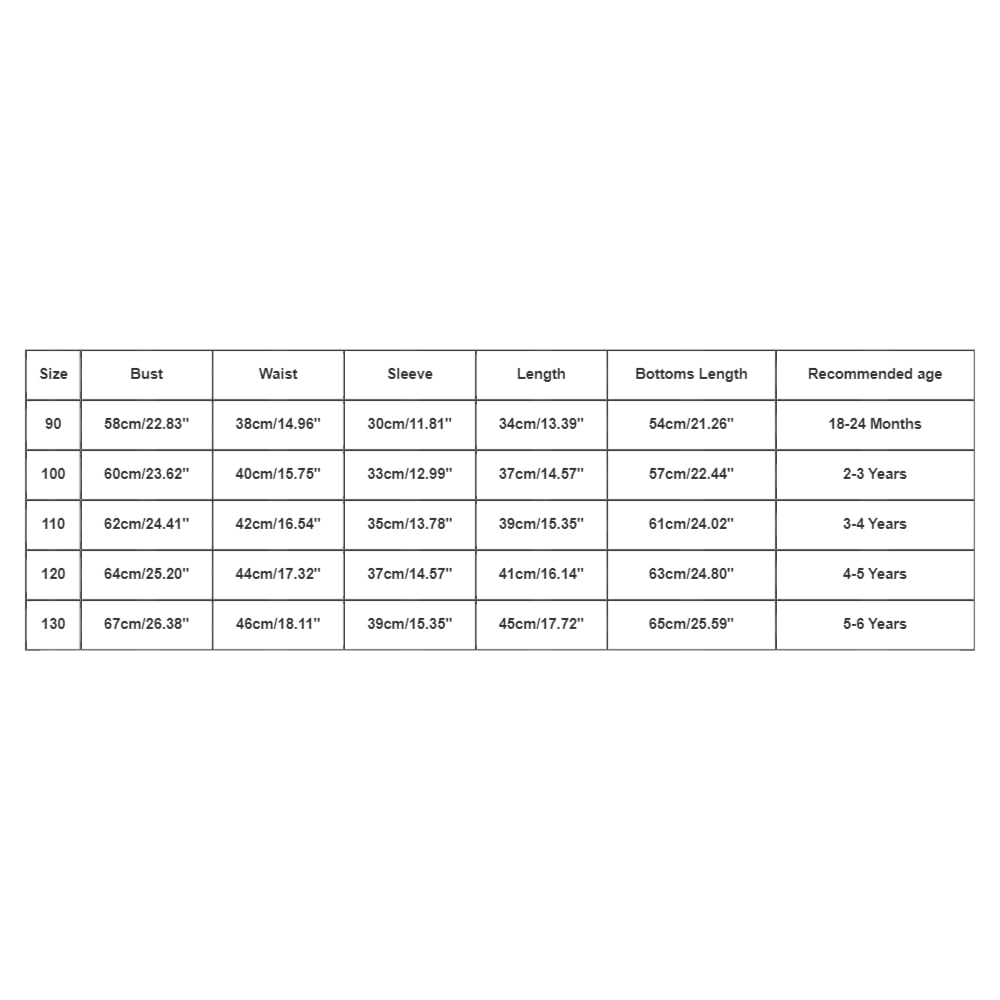 Size Bust Waist Sleeve Length Bottoms Length Recommended age
90 58cm/22.83" 38cm/14.96" 30cm/11.81" 34cm/13.39" 54cm/21.26" 18-24 Months
100 60cm/23.62" 40cm/15.75" 33cm/12.99" 37cm/14.57" 57cm/22.44" 2-3 Years
110 62cm/24.41" 42cm/16.54" 35cm/13.78" 39cm/15.35" 61cm/24.02" 3-4 Years
120 64cm/25.20" 44cm/17.32" 37cm/14.57" 41cm/16.14" 63cm/24.80" 4-5 Years
130 67cm/26.38" 46cm/18.11" 39cm/15.35" 45cm/17.72" 65cm/25.59" 5-6 Years